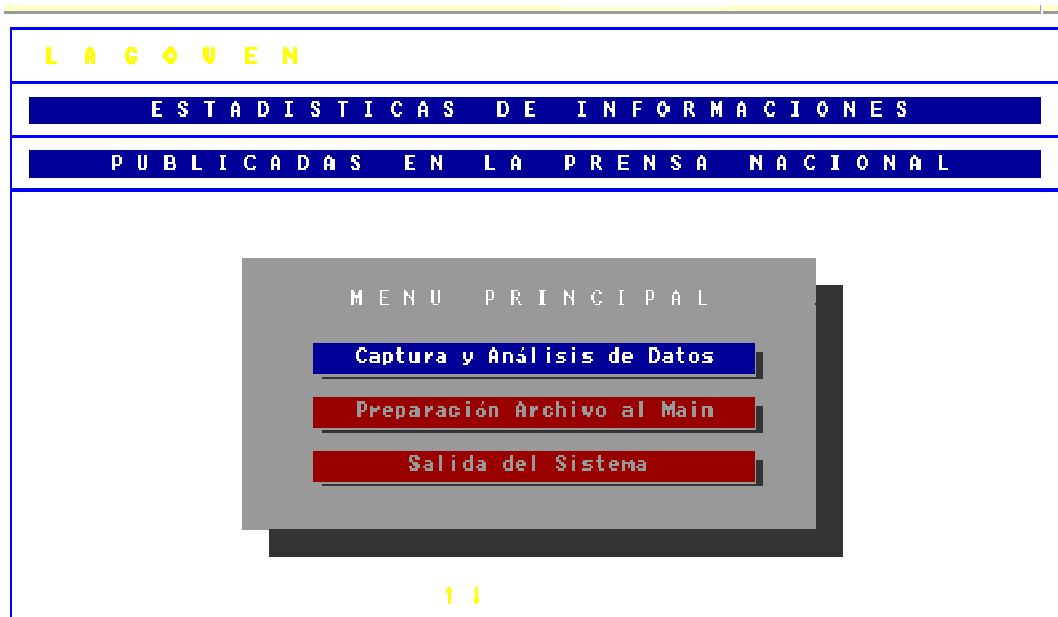 L A G O V E N
E S T A D I S T I C A S   D E   I N F O R M A C I O N E S
P U B L I C A D A S   E N   L A   P R E N S A   N A C I O N A L
M E N U   P R I N C I P A L
Captura y Análisis de Datos
Preparación Archivo al Main
Salida del Sistema
↑ ↓